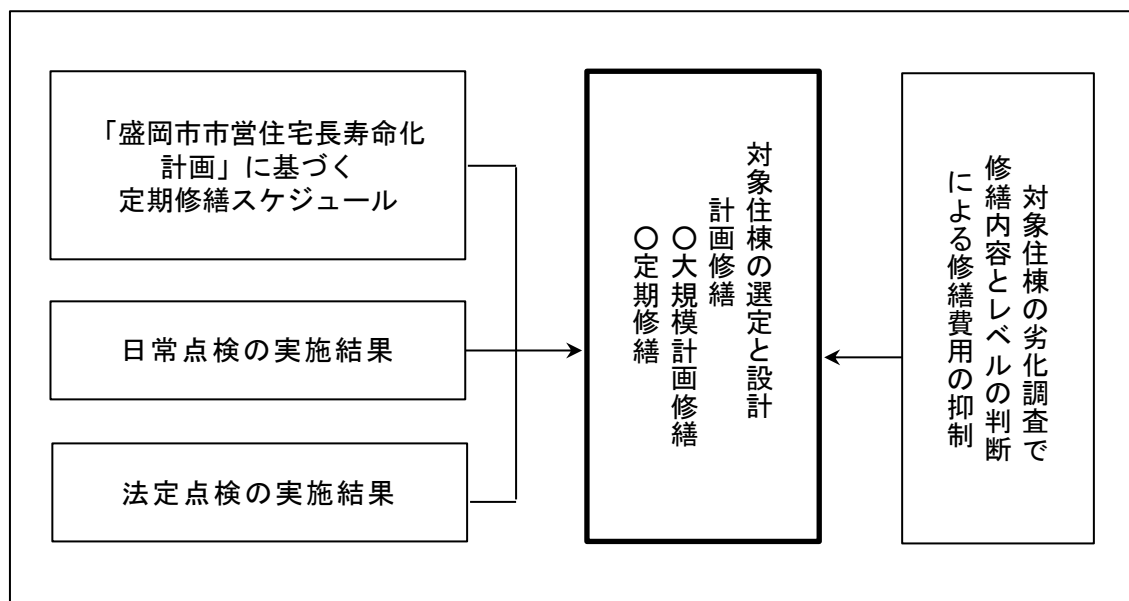 「盛岡市市営住宅長寿命化
計画」に基づく
定期修繕スケジュール
日常点検の実施結果
法定点検の実施結果
対象住棟の選定と設計
計画修繕
〇大規模計画修繕
〇定期修繕
対象住棟の劣化調査で
修繕内容とレベルの判断
による修繕費用の抑制